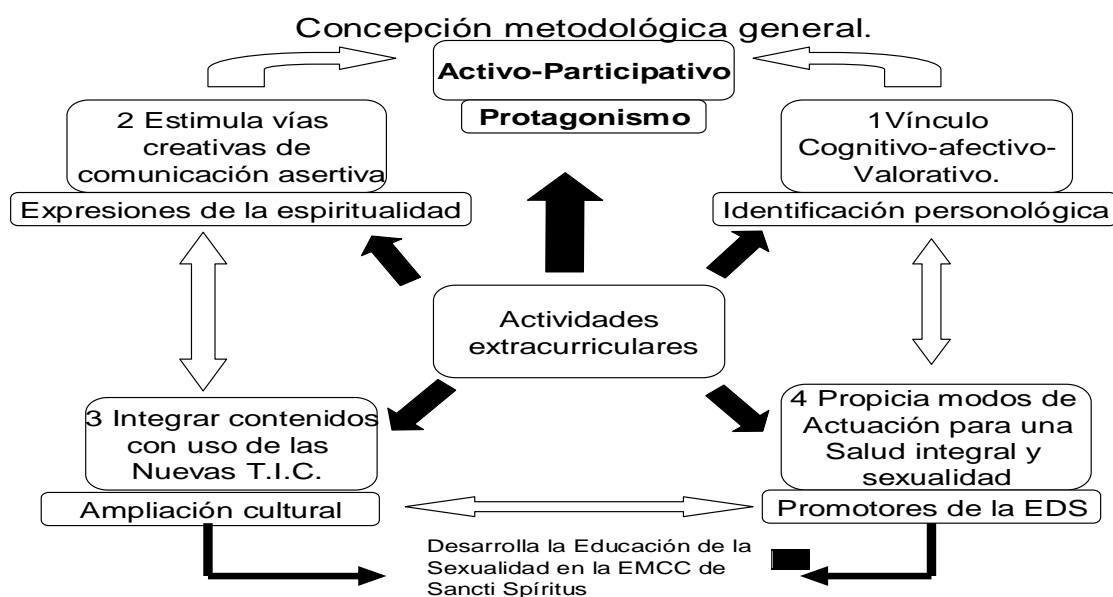 Concepción metodológica general.
Activo-Participativo
Protagonismo
2 Estimula vías
creativas de
comunicación asertiva
Expresiones de la espiritualidad
1Vínculo
Cognitivo-afectivo-
Valorativo.
Identificación personológica
Actividades
extracurriculares
3 Integrar contenidos
con uso de las
Nuevas T.I.C.
Ampliación cultural
4 Propicia modos de
Actuación para una
Salud integral y
sexualidad
Promotores de la EDS
Desarrolla la Educación de la
Sexualidad en la EMCC de
Sancti Spíritus